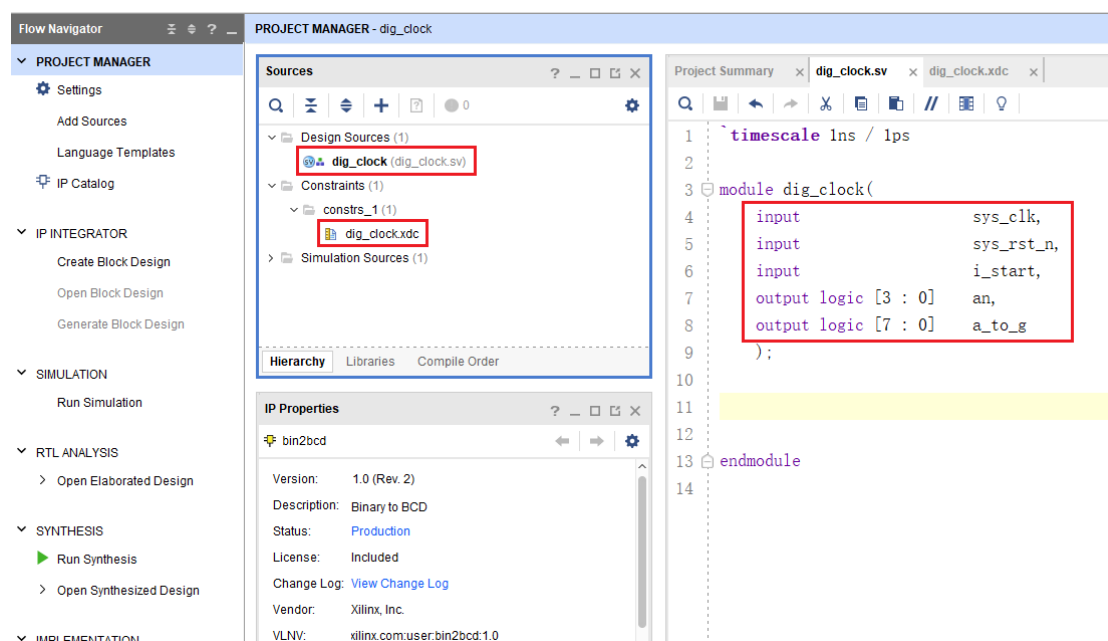 Flow Navigator ? _
PROJECT MANAGER - dig_clock
PROJECT MANAGER
Settings
Add Sources
Language Templates
IP Catalog
IP INTEGRATOR
Create Block Design
Open Block Design
Generate Block Design
SIMULATION
Run Simulation
RTL ANALYSIS
Open Elaborated Design
SYNTHESIS
Run Synthesis
Open Synthesized Design
IMPLEMENTATION
Sources
0
Design Sources (1)
dig_clock (dig_clock.sv)
Constraints (1)
constrs_1 (1)
dig_clock.xdc
Simulation Sources (1)
Hierarchy Libraries Compile Order
IP Properties
bin2bcd
Version: 1.0 (Rev. 2)
Description: Binary to BCD
Status: Production
License: Included
Change Log: View Change Log
Vendor: Xilinx, Inc.
VLNV: xilinx.com:user:bin2bcd:1.0
Project Summary × dig_clock.sv × dig_clock.xdc ×
1 `timescale 1ns / 1ps
2
3 module dig_clock(
4 input sys_clk,
5 input sys_rst_n,
6 input i_start,
7 output logic [3 : 0] an,
8 output logic [7 : 0] a_to_g
9 );
10
11
12
13 endmodule
14